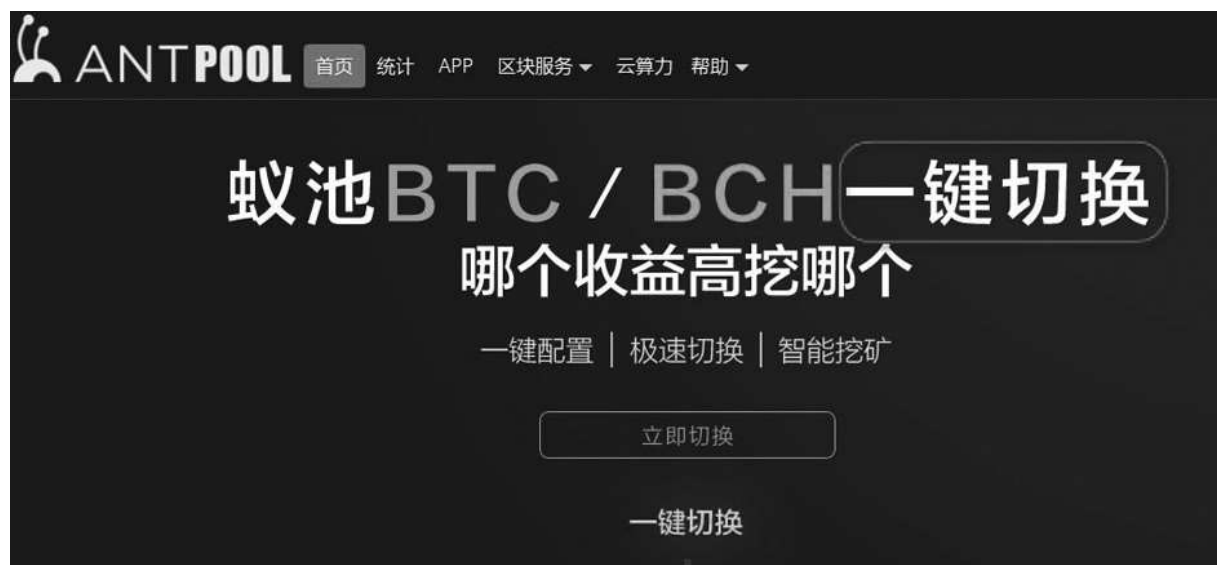 ANTPOOL 首页 统计 APP 区块服务 云算力 帮助
蚁池BTC / BCH一键切换
哪个收益高挖哪个
一键配置 | 极速切换 | 智能挖矿
立即切换
一键切换